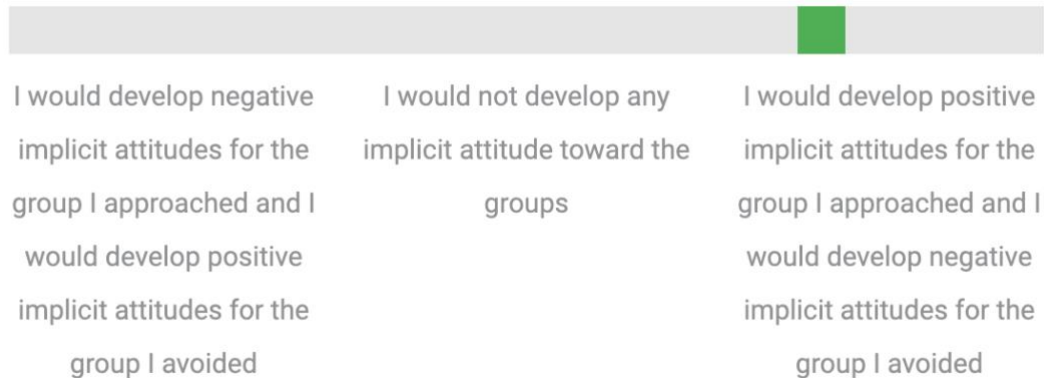 I would develop negative
implicit attitudes for the
group I approached and I
would develop positive
implicit attitudes for the
group I avoided
I would not develop any
implicit attitude toward the
groups
I would develop positive
implicit attitudes for the
group I approached and I
would develop negative
implicit attitudes for the
group I avoided